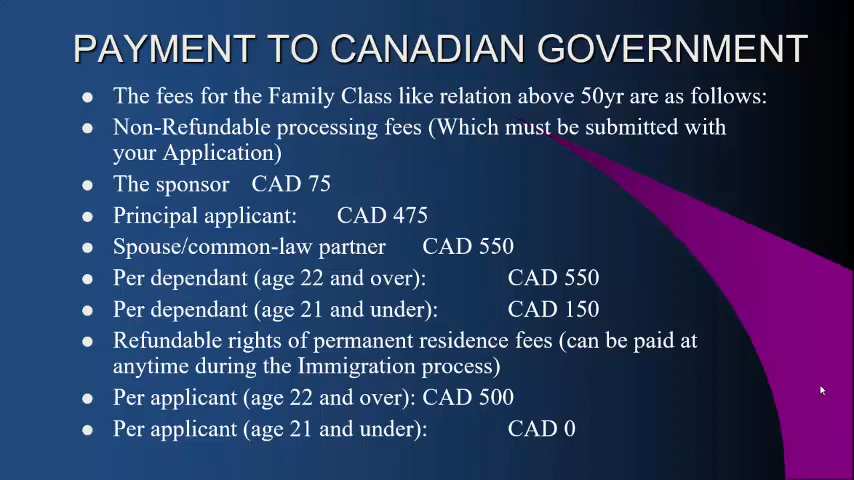 PAYMENT TO CANADIAN GOVERNMENT
The fees for the Family Class like relation above 50yr are as follows:
Non-Refundable processing fees (Which must be submitted with
your Application)
The sponsor CAD 75
Principal applicant: CAD 475
Spouse/common-law partner CAD 550
Per dependant (age 22 and over): CAD 550
Per dependant (age 21 and under): CAD 150
Refundable rights of permanent residence fees (can be paid at
anytime during the Immigration process)
Per applicant (age 22 and over): CAD 500
Per applicant (age 21 and under): CAD 0